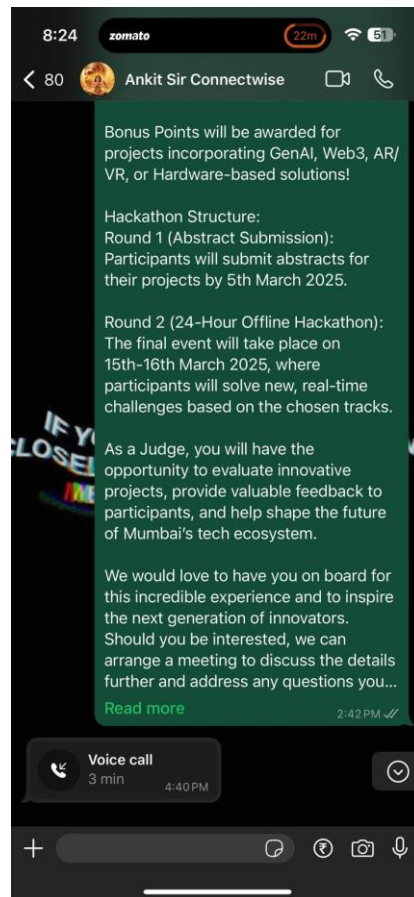 8:24
zomato
22m
51
80
Ankit Sir Connectwise
Bonus Points will be awarded for
projects incorporating GenAI, Web3, AR/
VR, or Hardware-based solutions!
Hackathon Structure:
Round 1 (Abstract Submission):
Participants will submit abstracts for
their projects by 5th March 2025.
Round 2 (24-Hour Offline Hackathon):
The final event will take place on
15th-16th March 2025, where
participants will solve new, real-time
challenges based on the chosen tracks.
As a Judge, you will have the
opportunity to evaluate innovative
projects, provide valuable feedback to
participants, and help shape the future
of Mumbai's tech ecosystem.
We would love to have you on board for
this incredible experience and to inspire
the next generation of innovators.
Should you be interested, we can
arrange a meeting to discuss the details
further and address any questions you...
Read more
2:42 PM
IF
Voice call
3 min
4:40 PM
₹